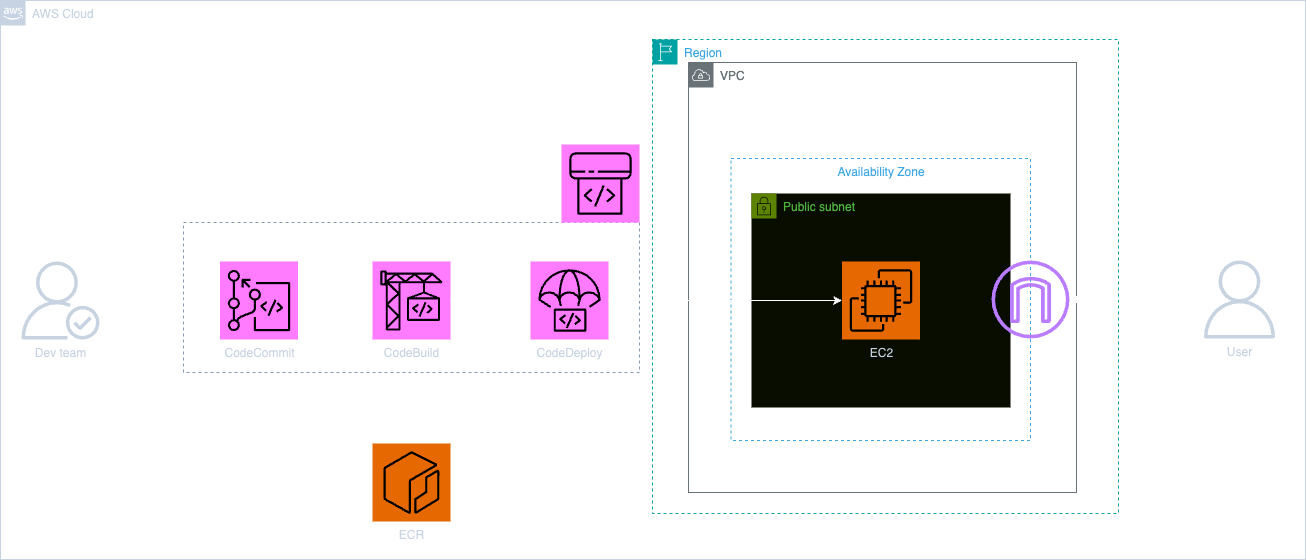 aws
AWS Cloud
Region
VPC
Availability Zone
Public subnet
</>
</>
</>
</>
</>
Dev team
CodeCommit
CodeBuild
CodeDeploy
EC2
User
ECR